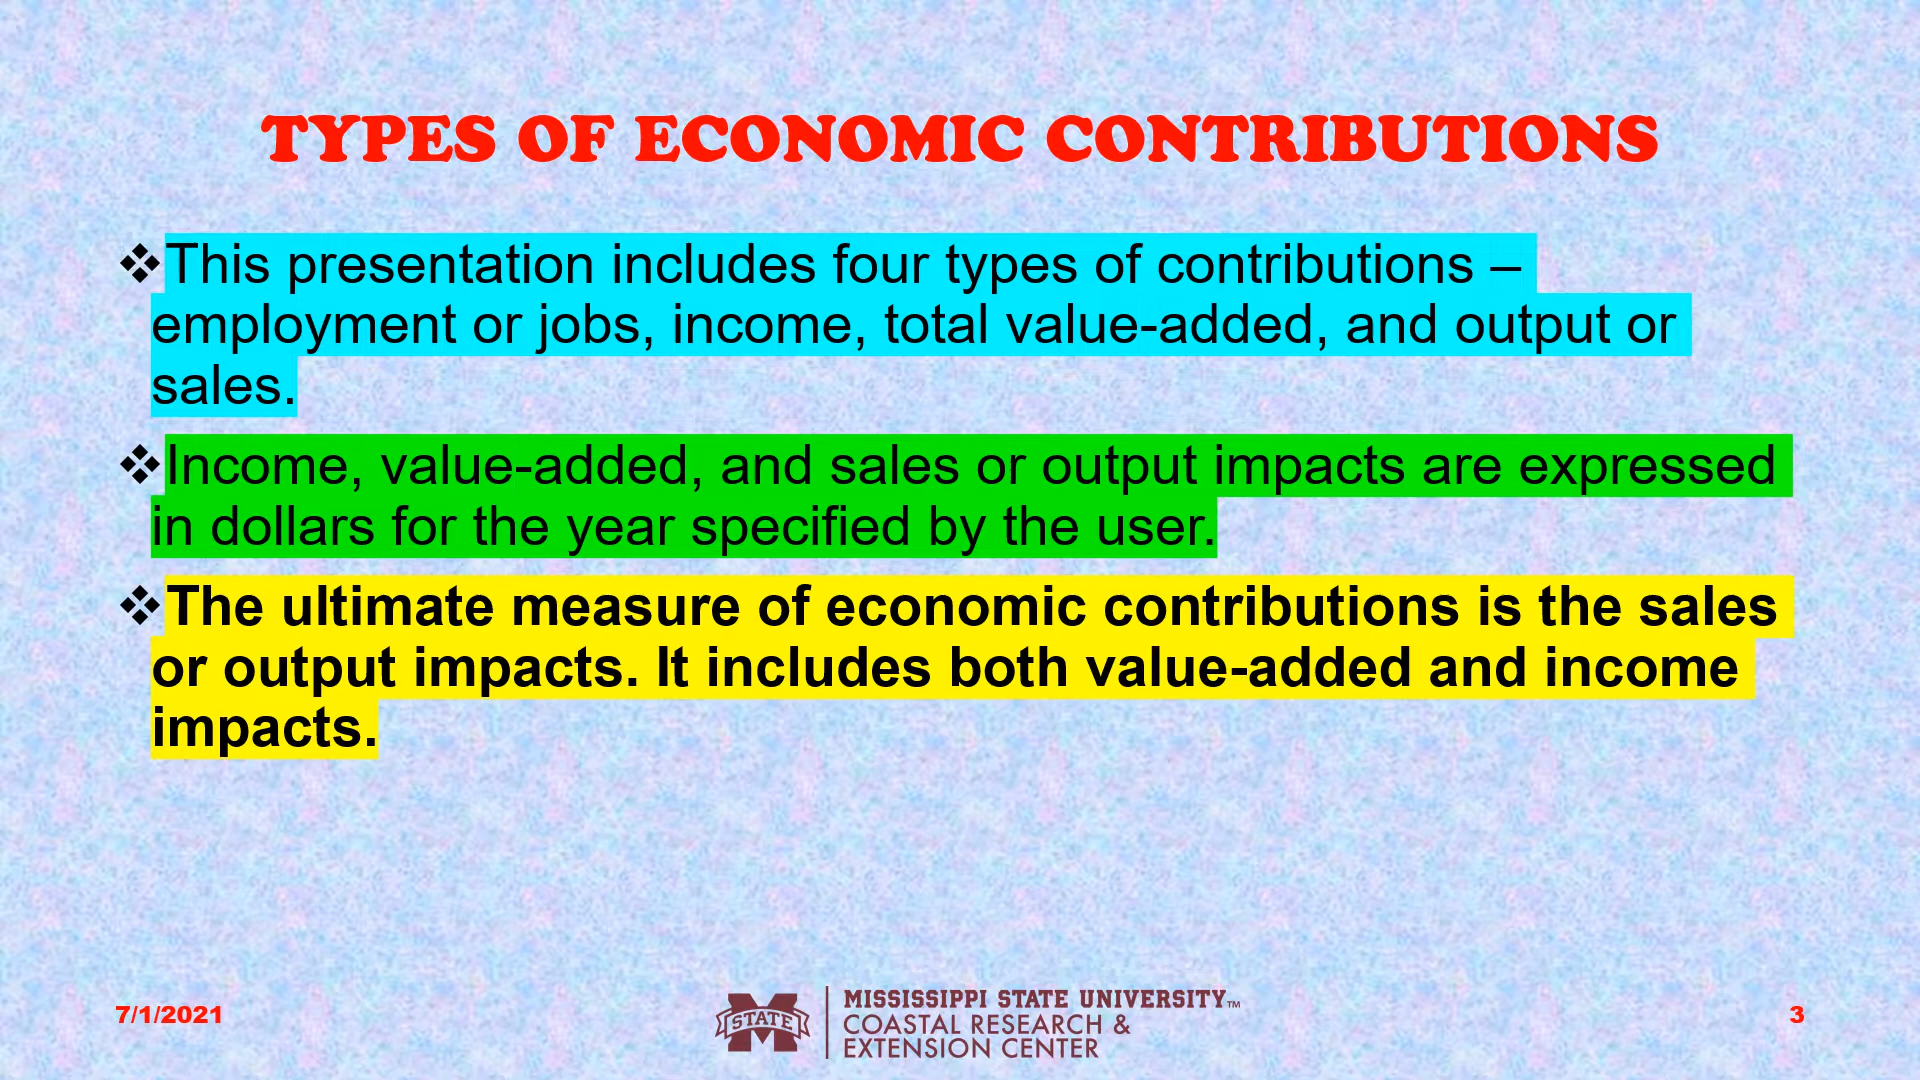 TYPES OF ECONOMIC CONTRIBUTIONS
❖This presentation includes four types of contributions –
employment or jobs, income, total value-added, and output or
sales.
❖Income, value-added, and sales or output impacts are expressed
in dollars for the year specified by the user.
❖The ultimate measure of economic contributions is the sales
or output impacts. It includes both value-added and income
impacts.
7/1/2021
STATE
MISSISSIPPI STATE UNIVERSITY™
COASTAL RESEARCH &
EXTENSION CENTER
3